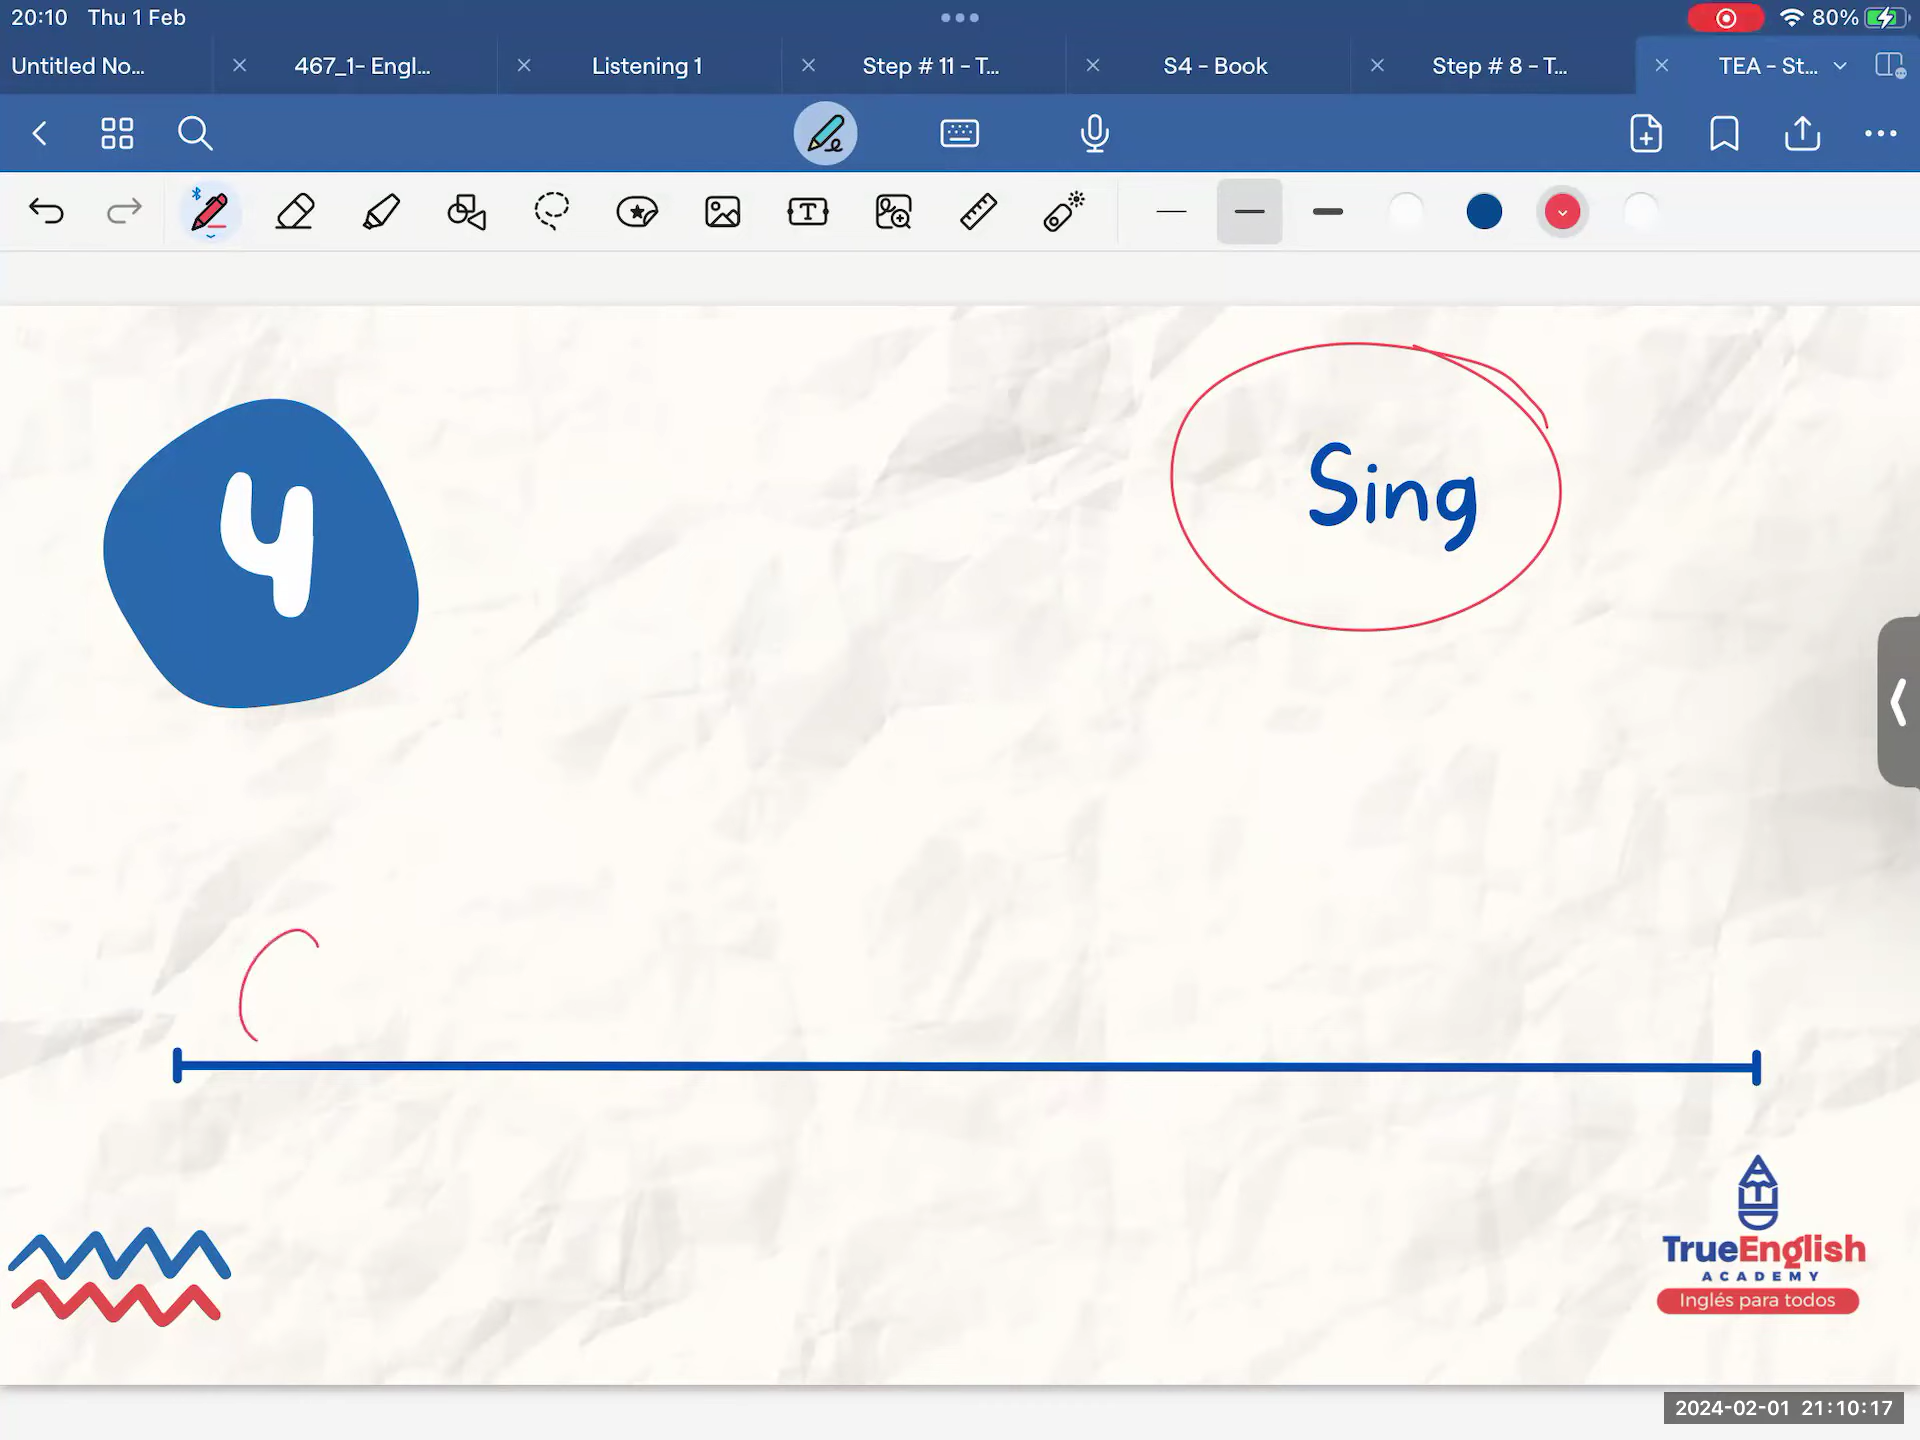 20:10 Thu 1 Feb
80%
Untitled No...
467_1- Engl...
Listening 1
Step # 11 - T...
S4 - Book
Step # 8 - T...
TEA - St...
4
Sing
TrueEnglish
ACADEMY
Inglés para todos
2024-02-01 21:10:17